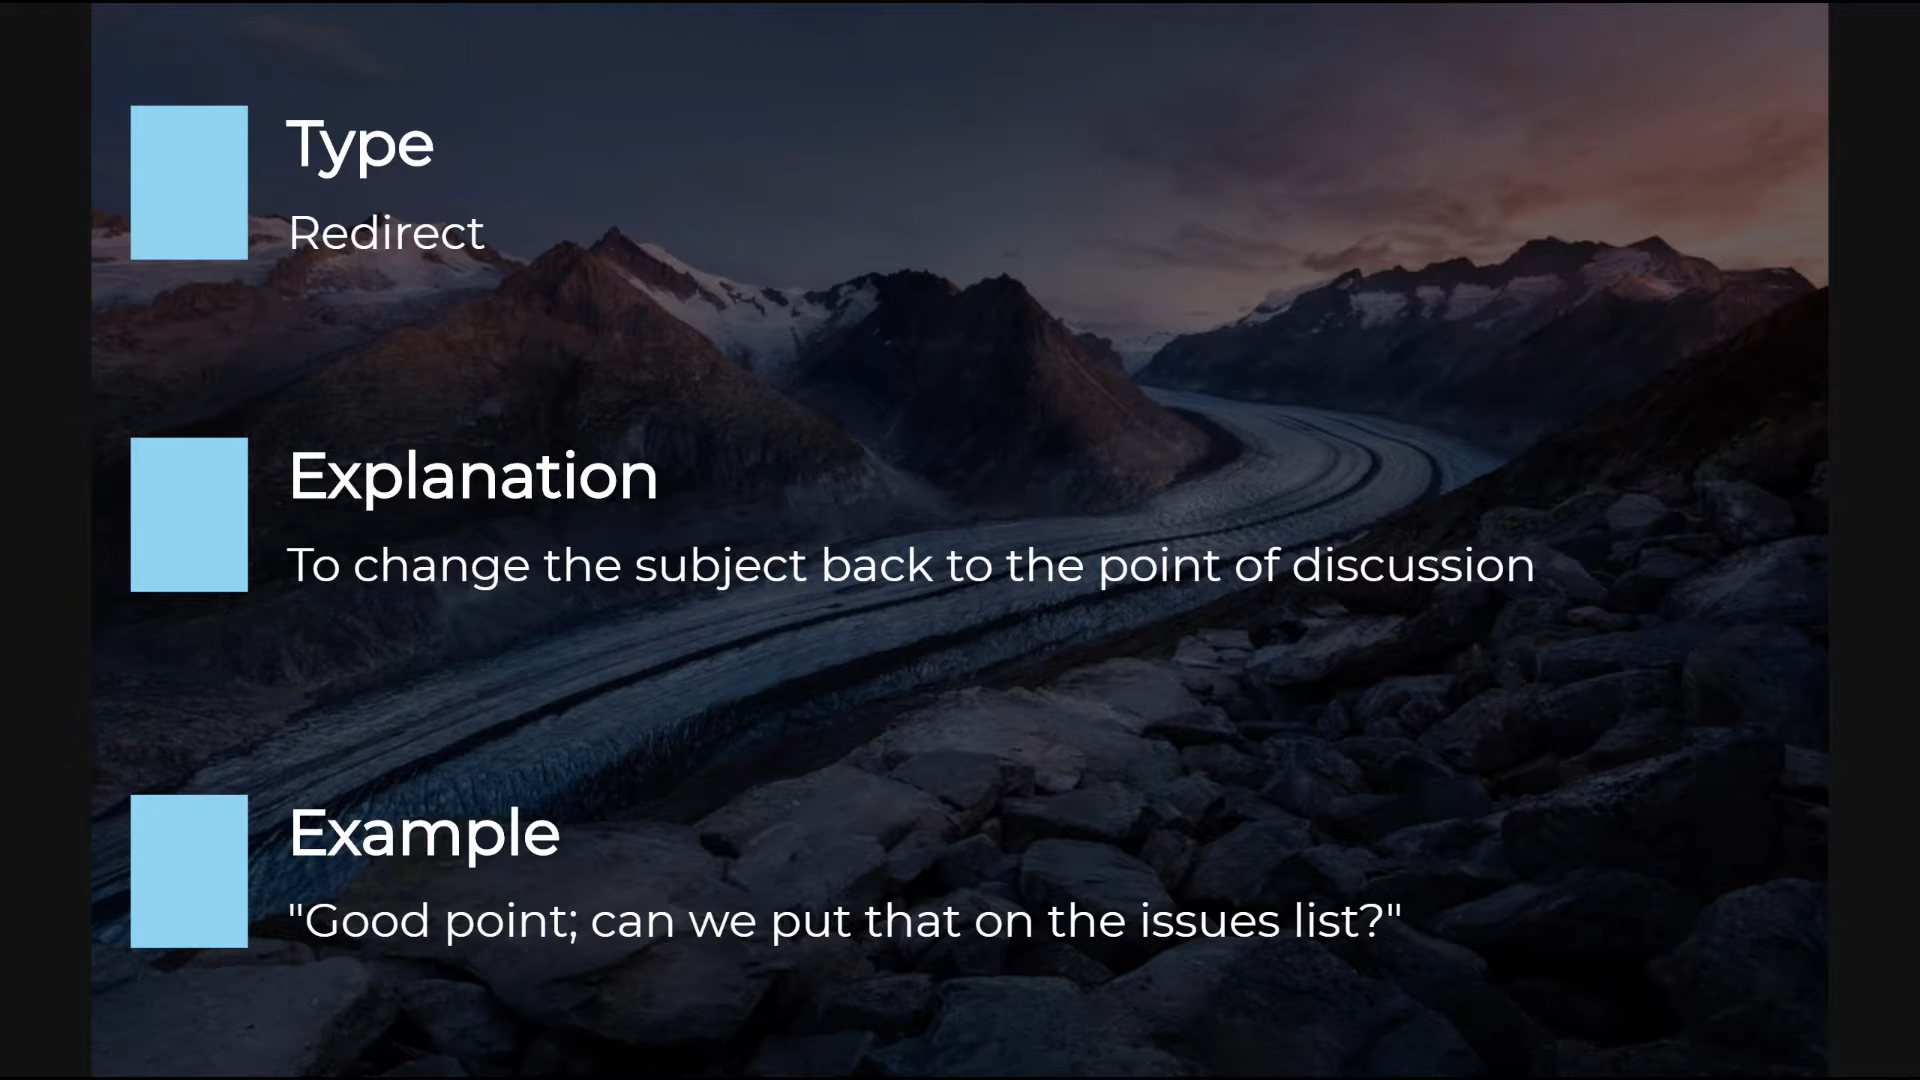 Type
Redirect
Explanation
To change the subject back to the point of discussion
Example
"Good point; can we put that on the issues list?"